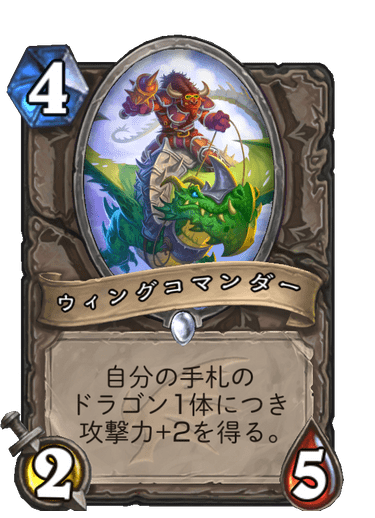 4
ウィングコマンダー
自分の手札の
ドラゴン1体につき
攻撃力+2を得る。
2
5